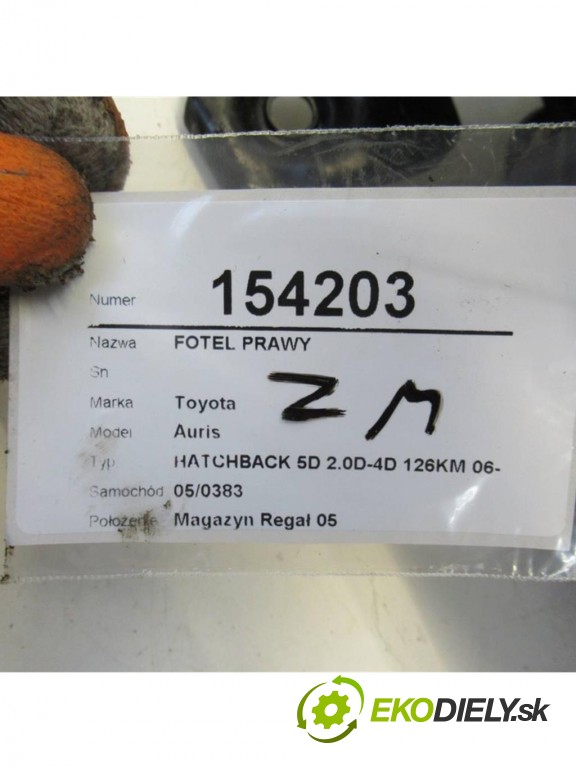 Numer 154203
Nazwa FOTEL PRAWY
Sn
Marka Toyota
Z M
Model Auris
Typ HATCHBACK 5D 2.0D-4D 126KM 06-
Samochód 05/0383
Położenie Magazyn Regał 05
EKODIELY.sk